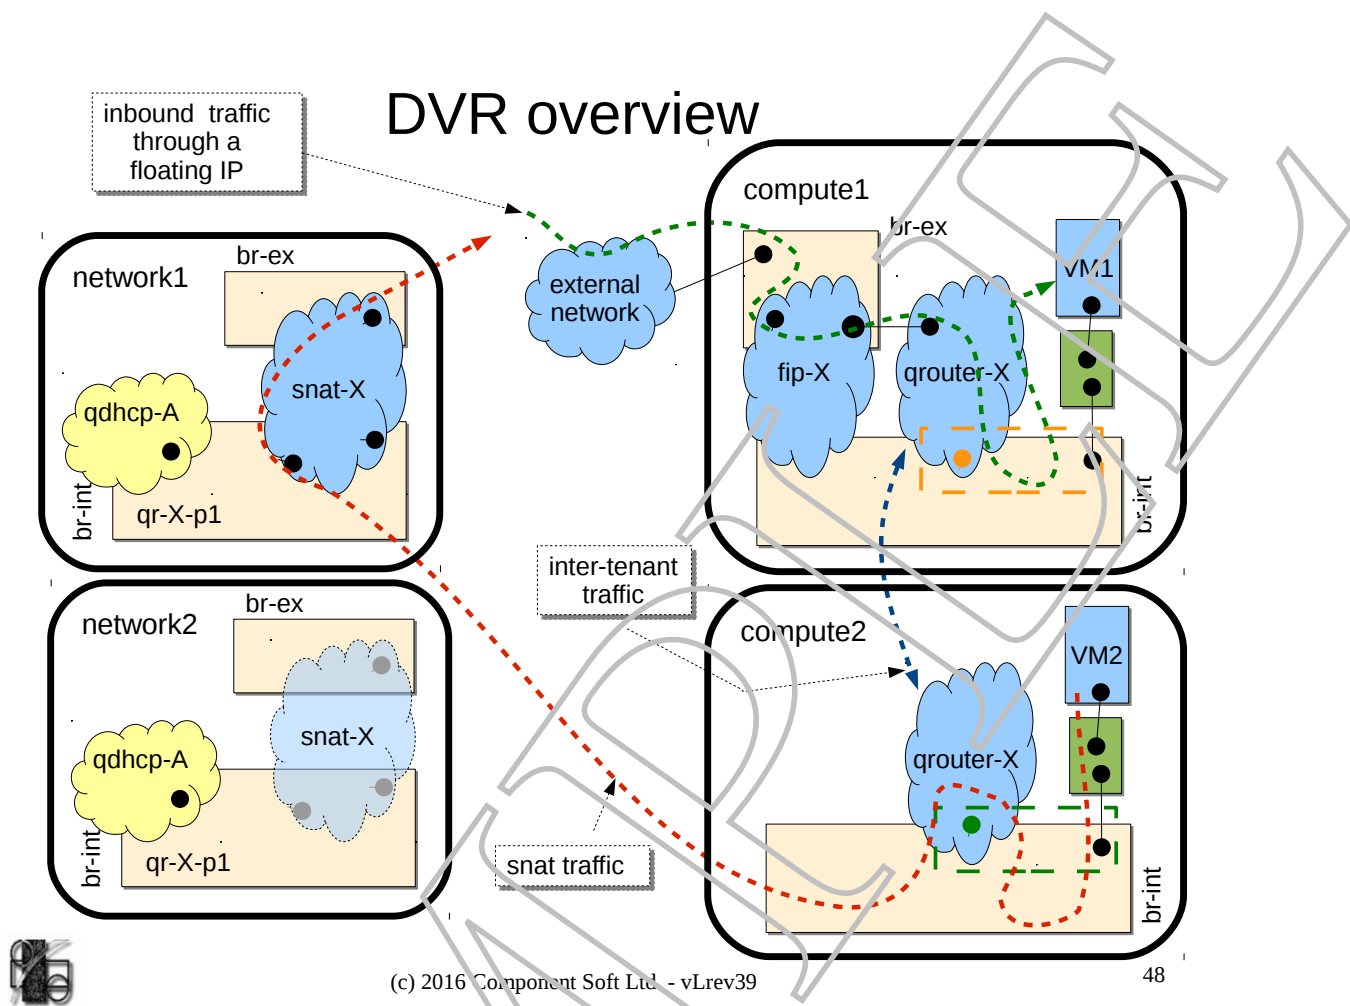 DVR overview
inbound traffic
through a
floating IP
compute1
br-ex
VM1
network1
br-ex
external
network
snat-X
fip-X
qrouter-X
qdhcp-A
br-int
qr-X-p1
br-int
inter-tenant
traffic
network2
br-ex
compute2
VM2
snat-X
qdhcp-A
qrouter-X
br-int
qr-X-p1
snat traffic
br-int
(c) 2016 Component Soft Ltd. - vLrev39
48